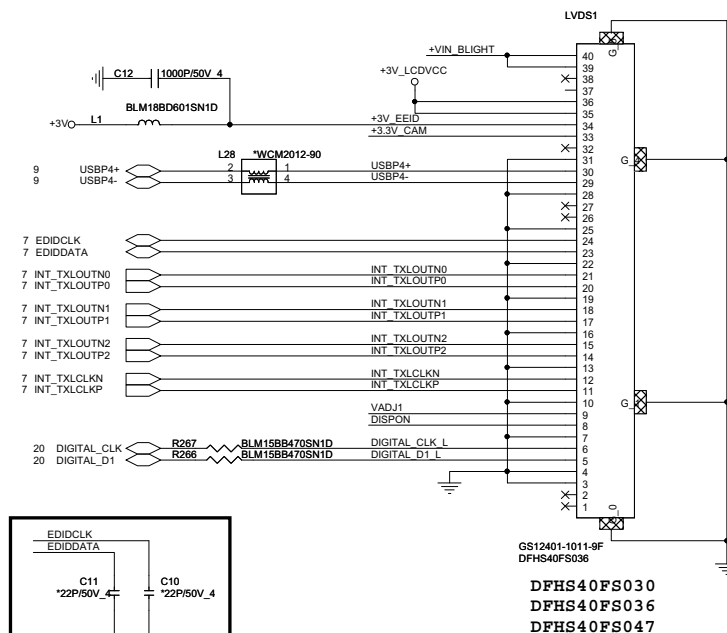 LVDS1
G_
+VIN_BLIGHT
40
39
C12 1000P/50V_4
+3V_LCDVCC
38
37
36
BLM18BD601SN1D
35
+3V L1 +3V_EEID
34
+3.3V_CAM
33
32
L28 *WCM2012-90
31
G_
9 USBP4+ 2 1 USBP4+
30
9 USBP4- 3 4 USBP4-
29
28
27
26
25
7 EDIDCLK
24
7 EDIDDATA
23
22
7 INT_TXLOUTN0 INT_TXLOUTN0
21
7 INT_TXLOUTP0 INT_TXLOUTP0
20
19
7 INT_TXLOUTN1 INT_TXLOUTN1
18
7 INT_TXLOUTP1 INT_TXLOUTP1
17
16
7 INT_TXLOUTN2 INT_TXLOUTN2
15
7 INT_TXLOUTP2 INT_TXLOUTP2
14
13
7 INT_TXLCLKN INT_TXLCLKN
12
7 INT_TXLCLKP INT_TXLCLKP
11
10
G_
VADJ1
9
DISPON
8
7
20 DIGITAL_CLK R267 BLM15BB470SN1D DIGITAL_CLK_L
6
20 DIGITAL_D1 R266 BLM15BB470SN1D DIGITAL_D1_L
5
4
3
2
1
_0
GS12401-1011-9F
DFHS40FS036
DFHS40FS030
DFHS40FS036
DFHS40FS047
EDIDCLK
EDIDDATA
C11 C10
*22P/50V_4 *22P/50V_4